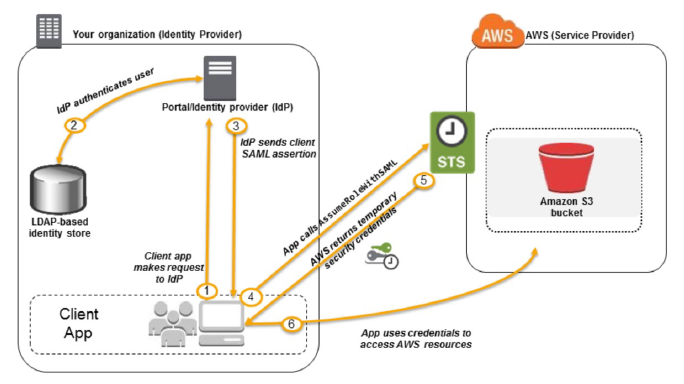 Your organization (Identity Provider)
AWS
AWS (Service Provider)
IdP authenticates user
Portal/Identity provider (IdP)
2
3
IdP sends client
SAML assertion
STS
LDAP-based
identity store
App calls AssumeRoleWithSAML
5
AWS returns temporary
security credentials
Amazon S3
bucket
Client app
makes request
to IdP
1
4
Client
App
6
App uses credentials to
access AWS resources